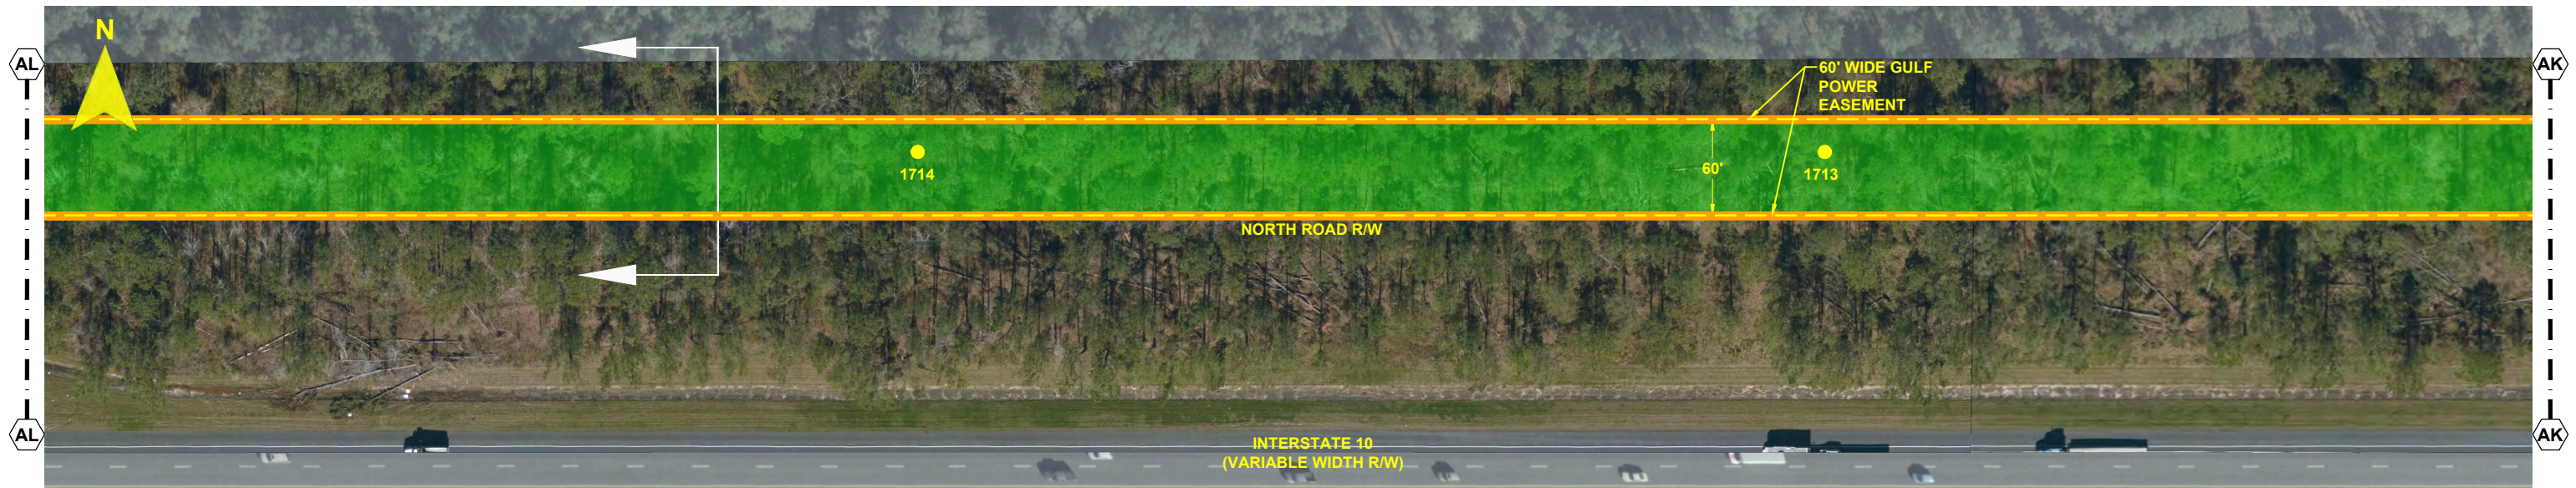 N
AL
AK
60' WIDE GULF
POWER
EASEMENT
1714
60'
1713
NORTH ROAD R/W
AL
AK
INTERSTATE 10
(VARIABLE WIDTH R/W)